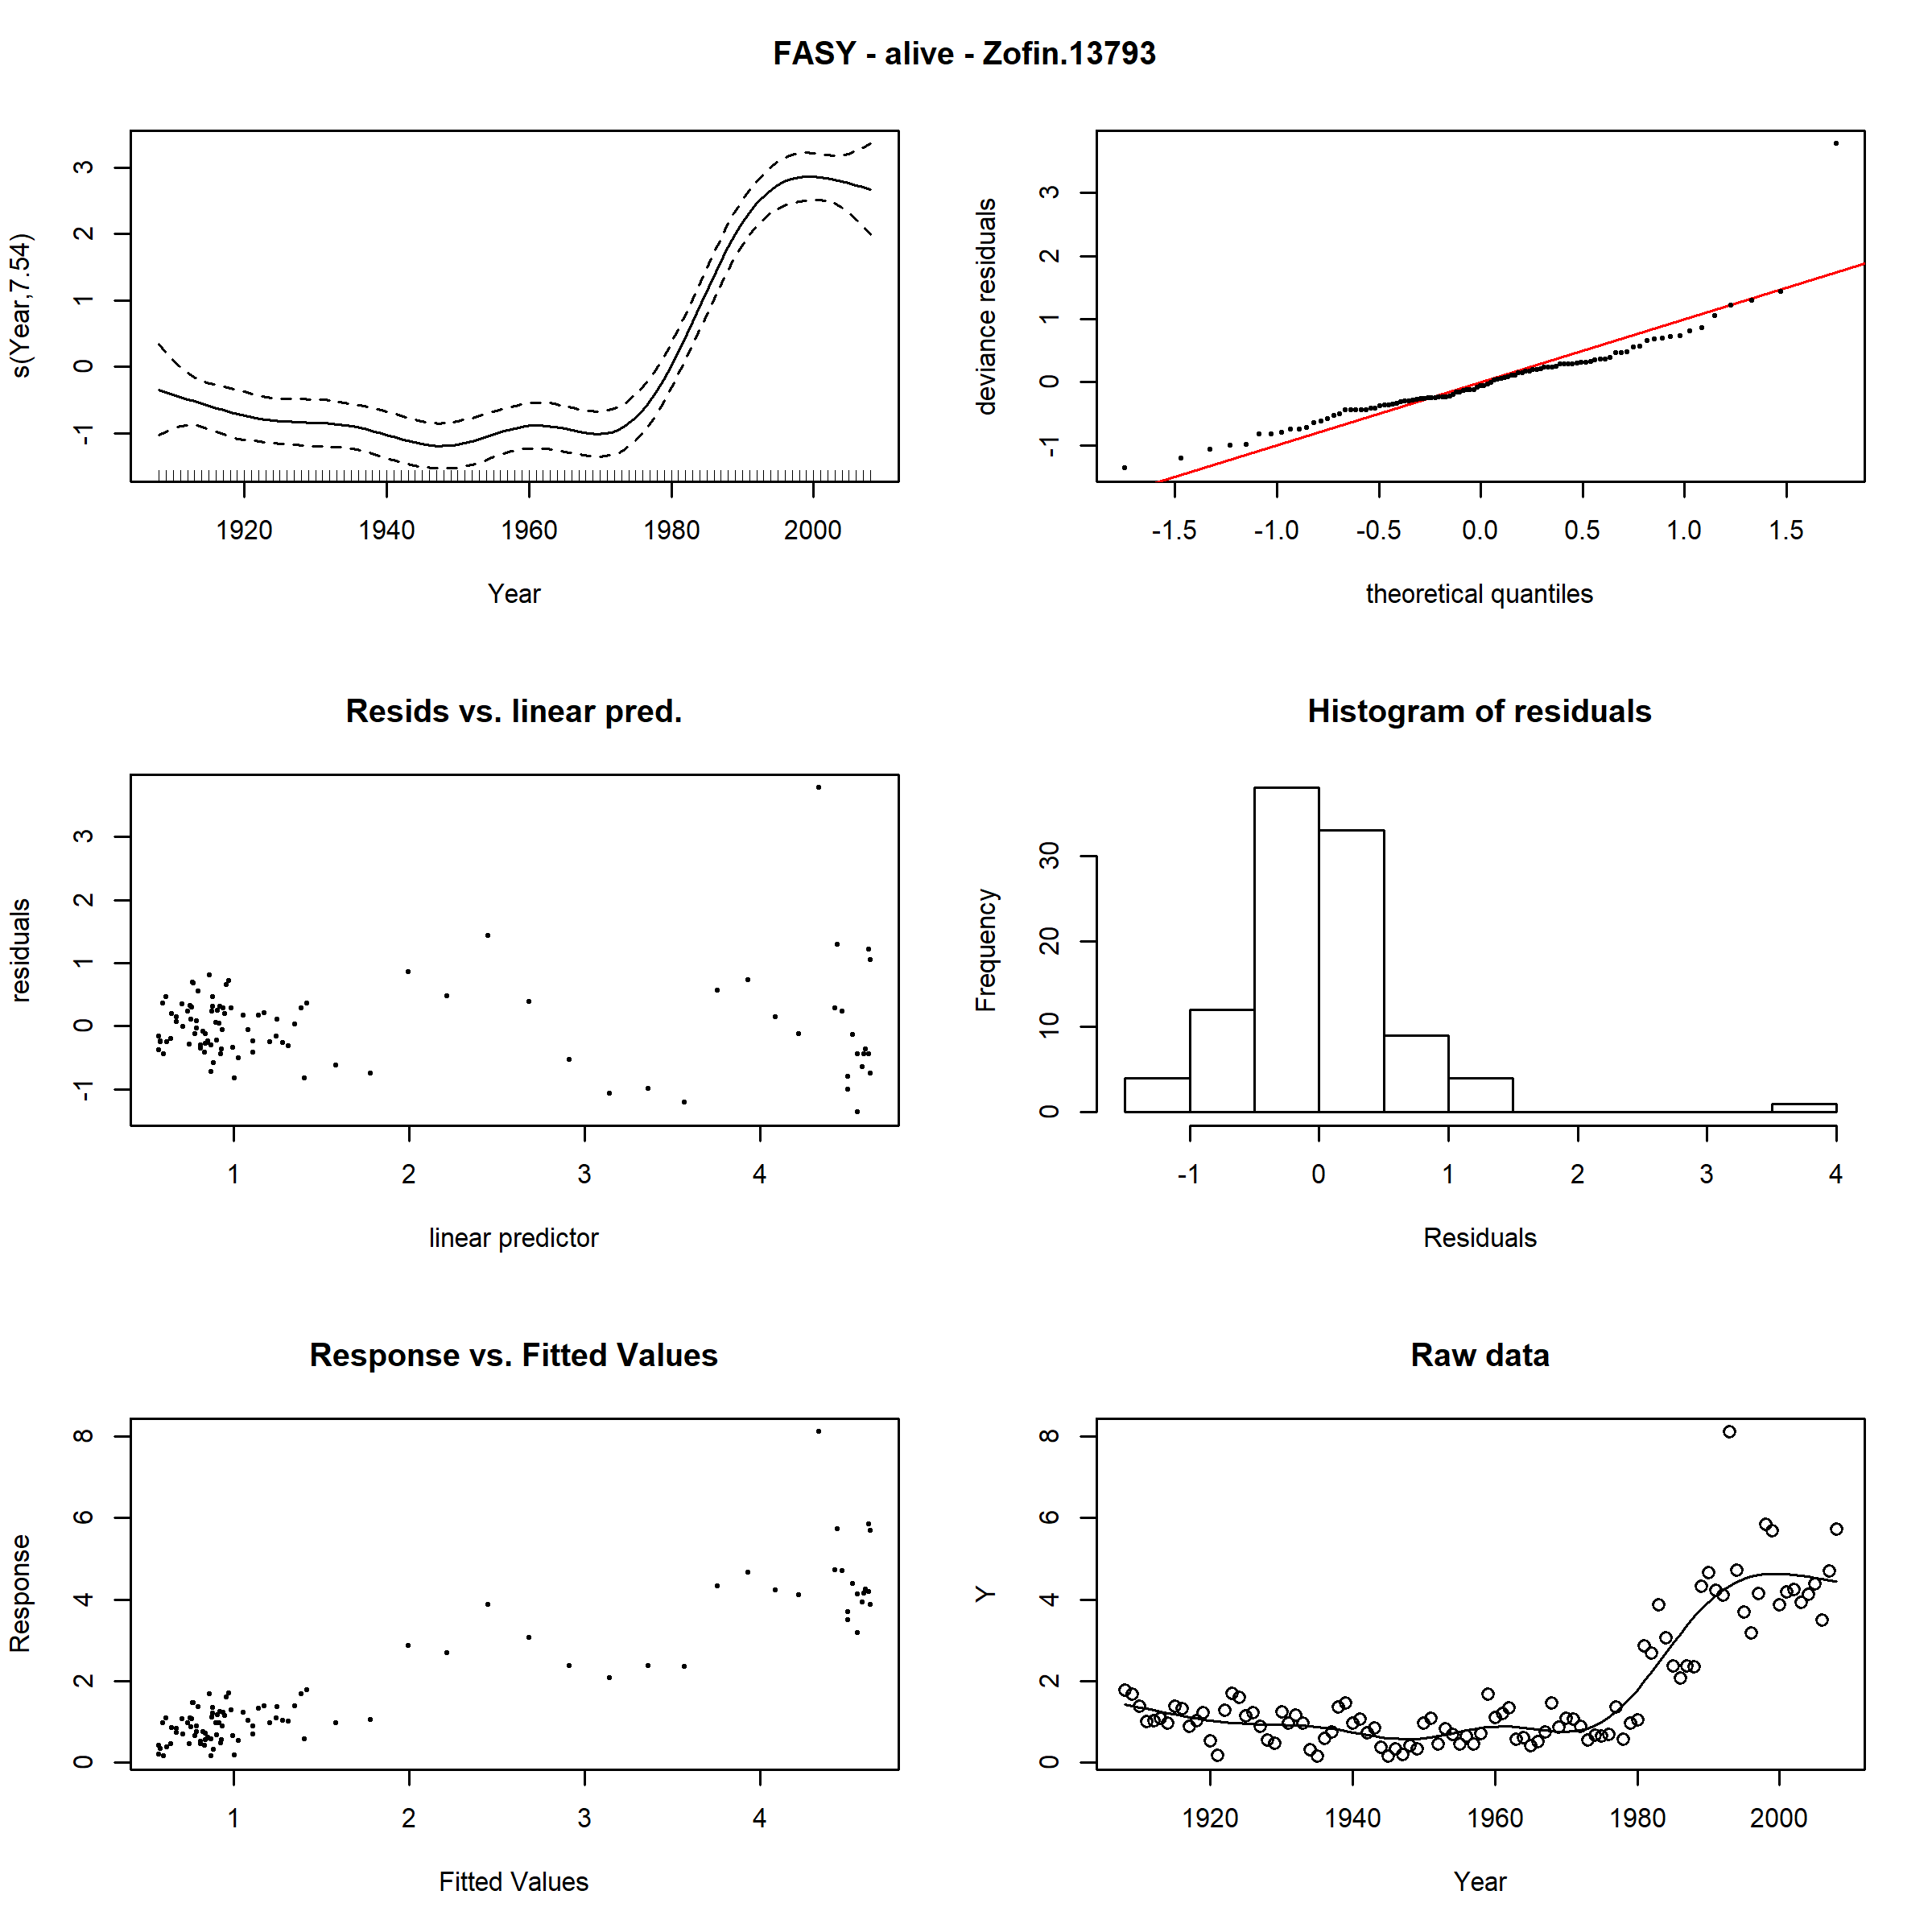 FASY - alive - Zofin.13793
s(Year,7.54)
3
2
1
0
-1
1920 1940 1960 1980 2000
Year
deviance residuals
3
2
1
0
-1
-1.5 -1.0 -0.5 0.0 0.5 1.0 1.5
theoretical quantiles
Resids vs. linear pred.
residuals
3
2
1
0
-1
1 2 3 4
linear predictor
Histogram of residuals
Frequency
30
20
10
0
-1 0 1 2 3 4
Residuals
Response vs. Fitted Values
Response
8
6
4
2
0
1 2 3 4
Fitted Values
Raw data
Y
8
6
4
2
0
1920 1940 1960 1980 2000
Year